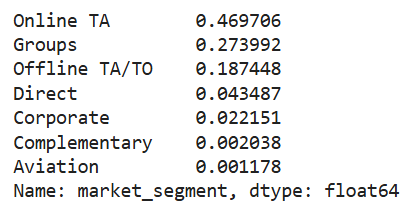 Online TA 0.469706
Groups 0.273992
Offline TA/TO 0.187448
Direct 0.043487
Corporate 0.022151
Complementary 0.002038
Aviation 0.001178
Name: market_segment, dtype: float64